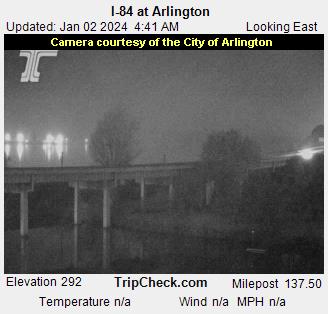 I-84 at Arlington
Updated: Jan 02 2024 4:41 AM Looking East
Camera courtesy of the City of Arlington
Elevation 292 TripCheck.com Milepost 137.50
Temperature n/a Wind n/a MPH n/a